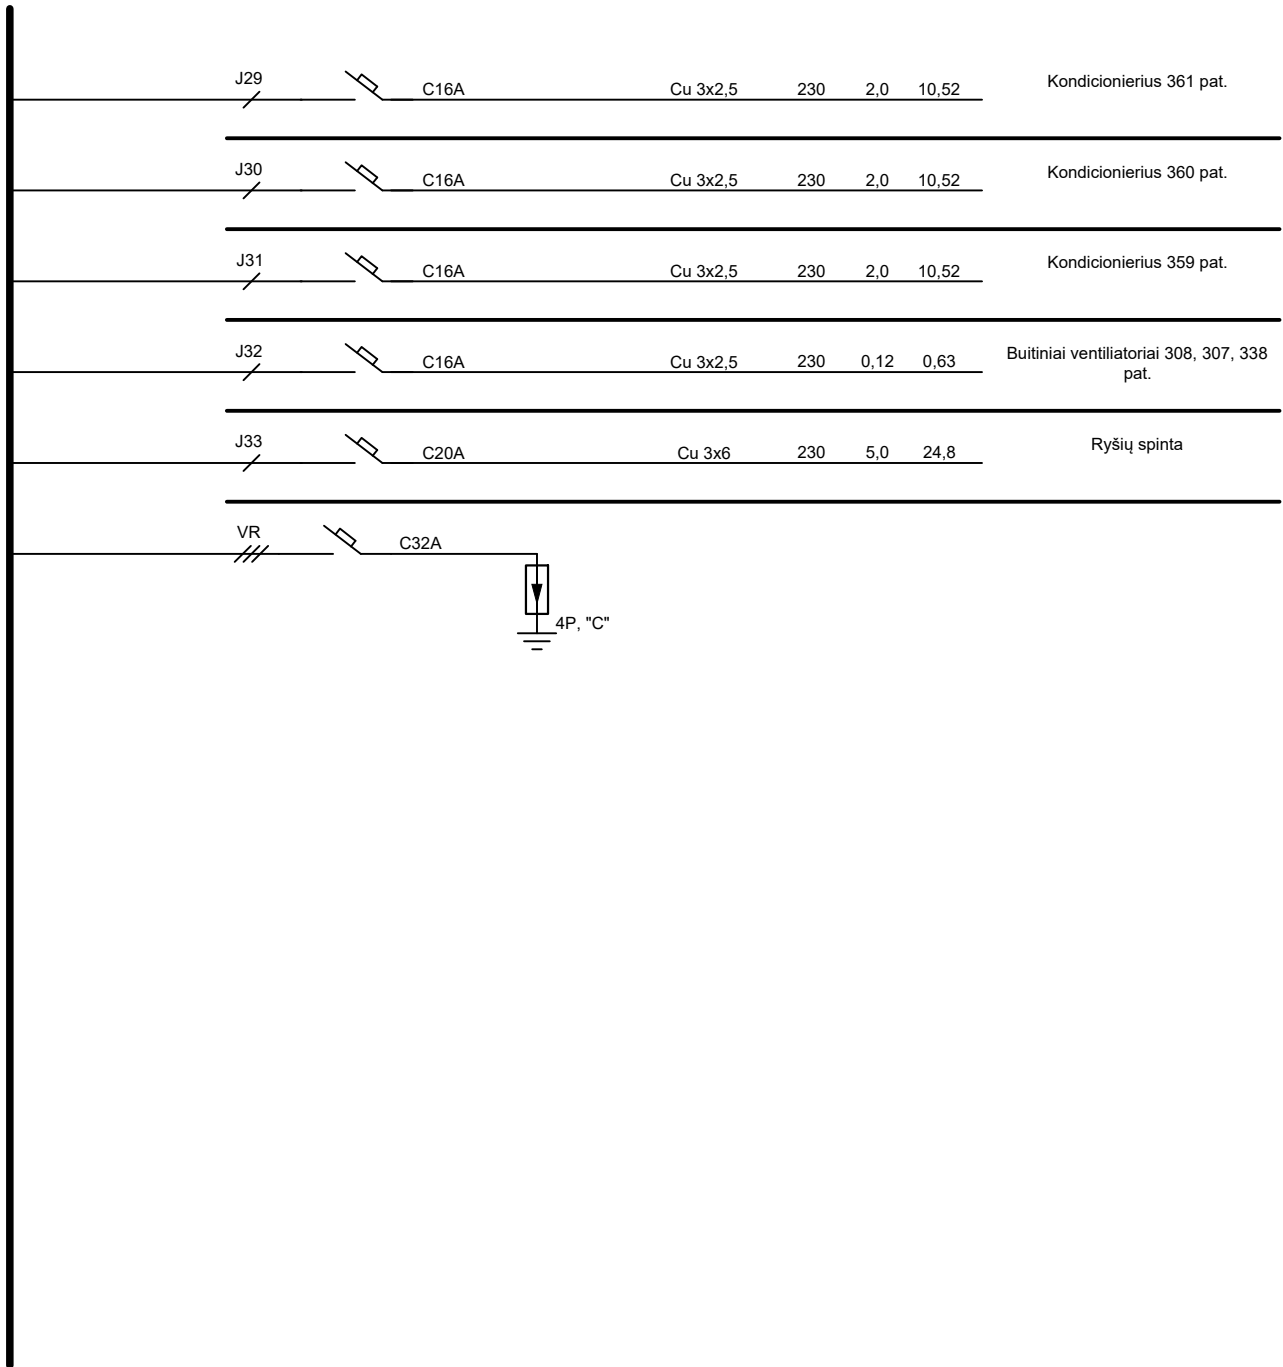 J29 C16A Cu 3x2,5 230 2,0 10,52 Kondicionierius 361 pat.
J30 C16A Cu 3x2,5 230 2,0 10,52 Kondicionierius 360 pat.
J31 C16A Cu 3x2,5 230 2,0 10,52 Kondicionierius 359 pat.
J32 C16A Cu 3x2,5 230 0,12 0,63 Buitiniai ventiliatoriai 308, 307, 338
pat.
J33 C20A Cu 3x6 230 5,0 24,8 Ryšių spinta
VR C32A
4P, "C"